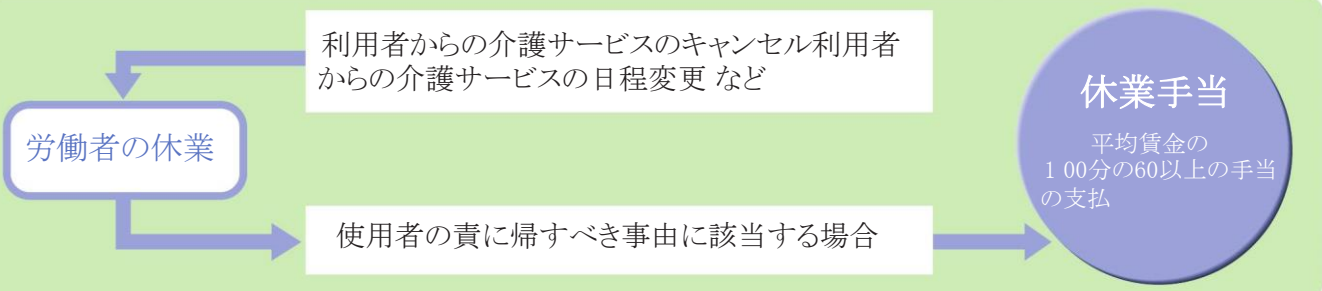 利用者からの介護サービスのキャンセル利用者
からの介護サービスの日程変更 など
労働者の休業
使用者の責に帰すべき事由に該当する場合
休業手当
平均賃金の
１00分の60以上の手当
の支払